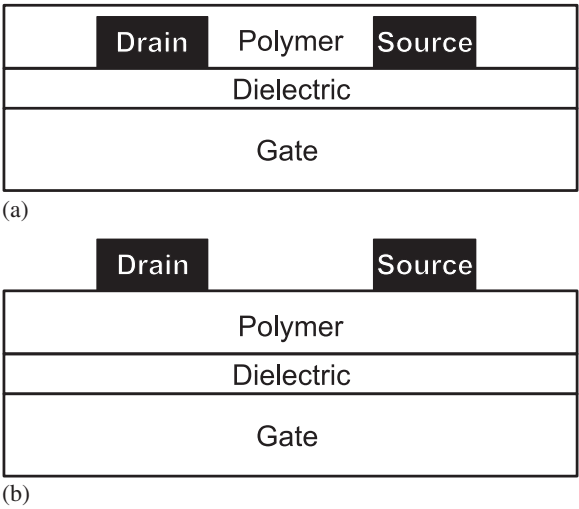 Drain Polymer Source
Dielectric
Gate
(a)
Drain Source
Polymer
Dielectric
Gate
(b)